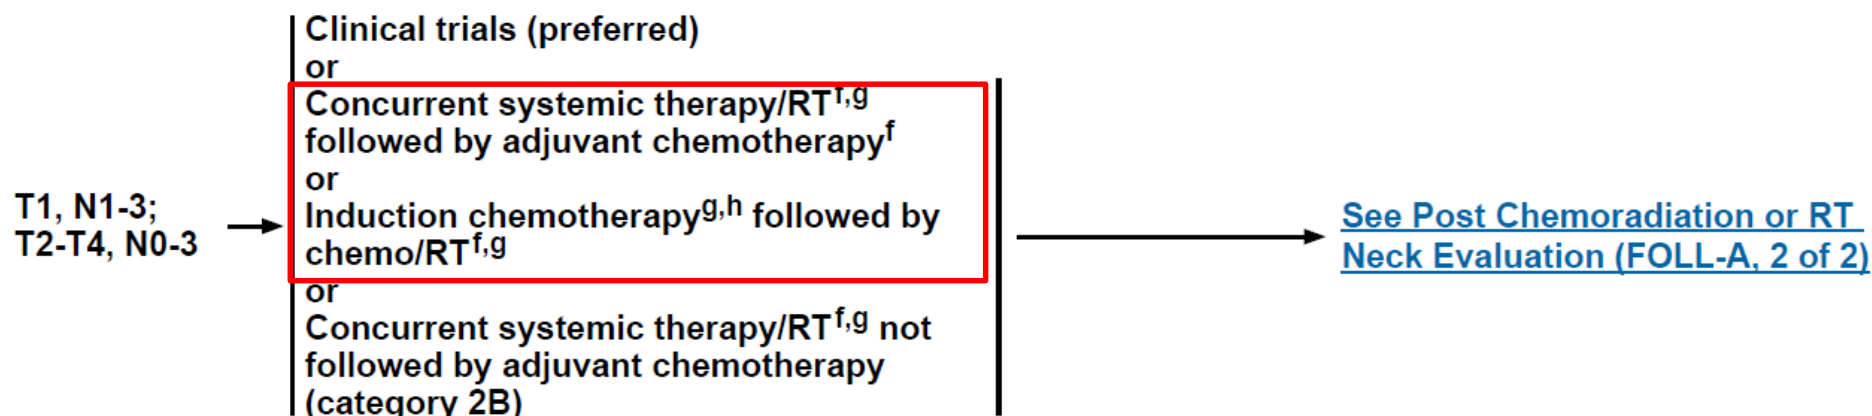 Clinical trials (preferred)
or
Concurrent systemic therapy/RTf,g
followed by adjuvant chemotherapyf
or
T1, N1-3;
T2-T4, N0-3
Induction chemotherapyg,h followed by
chemo/RTf,g
or
Concurrent systemic therapy/RTf,g not
followed by adjuvant chemotherapy
(category 2B)
See Post Chemoradiation or RT
Neck Evaluation (FOLL-A, 2 of 2)